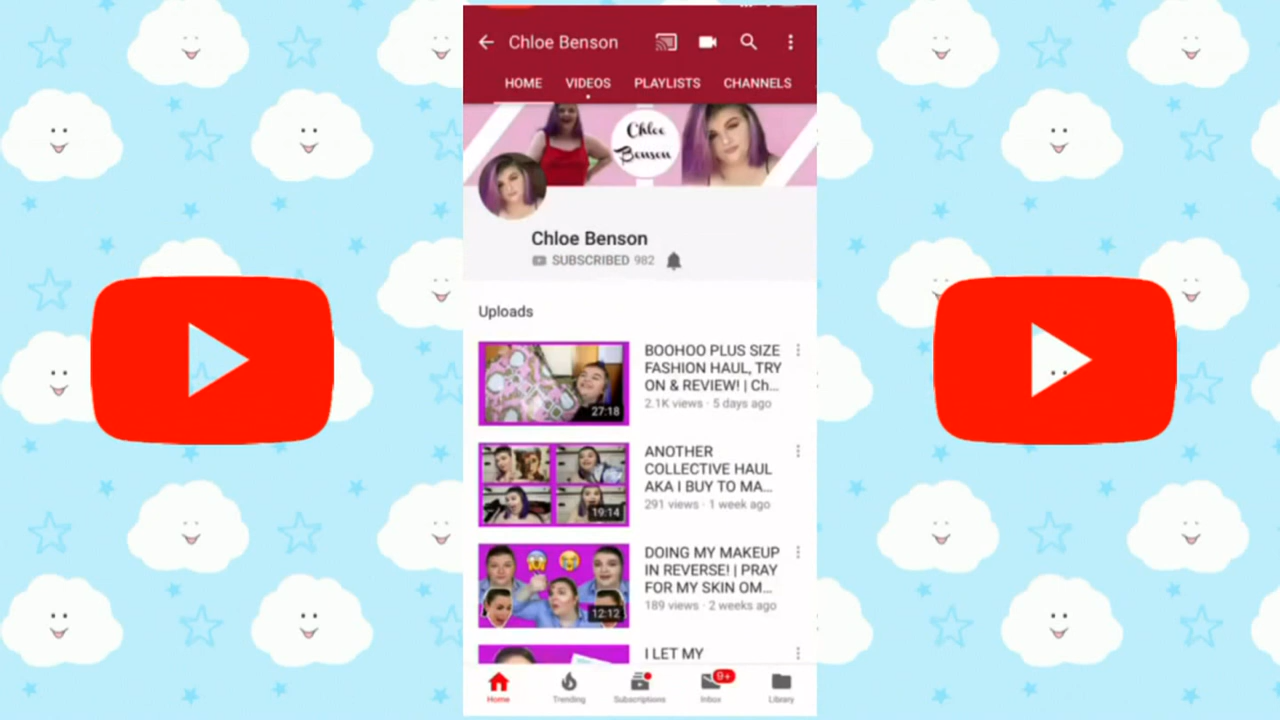 Chloe Benson
HOME VIDEOS PLAYLISTS CHANNELS
Chloe
Benson
Chloe Benson
SUBSCRIBED 982
Uploads
BOOHOO PLUS SIZE
FASHION HAUL, TRY
ON & REVIEW! | Ch...
2.1K views · 5 days ago
27:18
ANOTHER
COLLECTIVE HAUL
AKA I BUY TO MA...
291 views · 1 week ago
19:14
DOING MY MAKEUP
IN REVERSE! | PRAY
FOR MY SKIN OM...
189 views · 2 weeks ago
12:12
I LET MY
9+
Home Trending Subscriptions Inbox Library